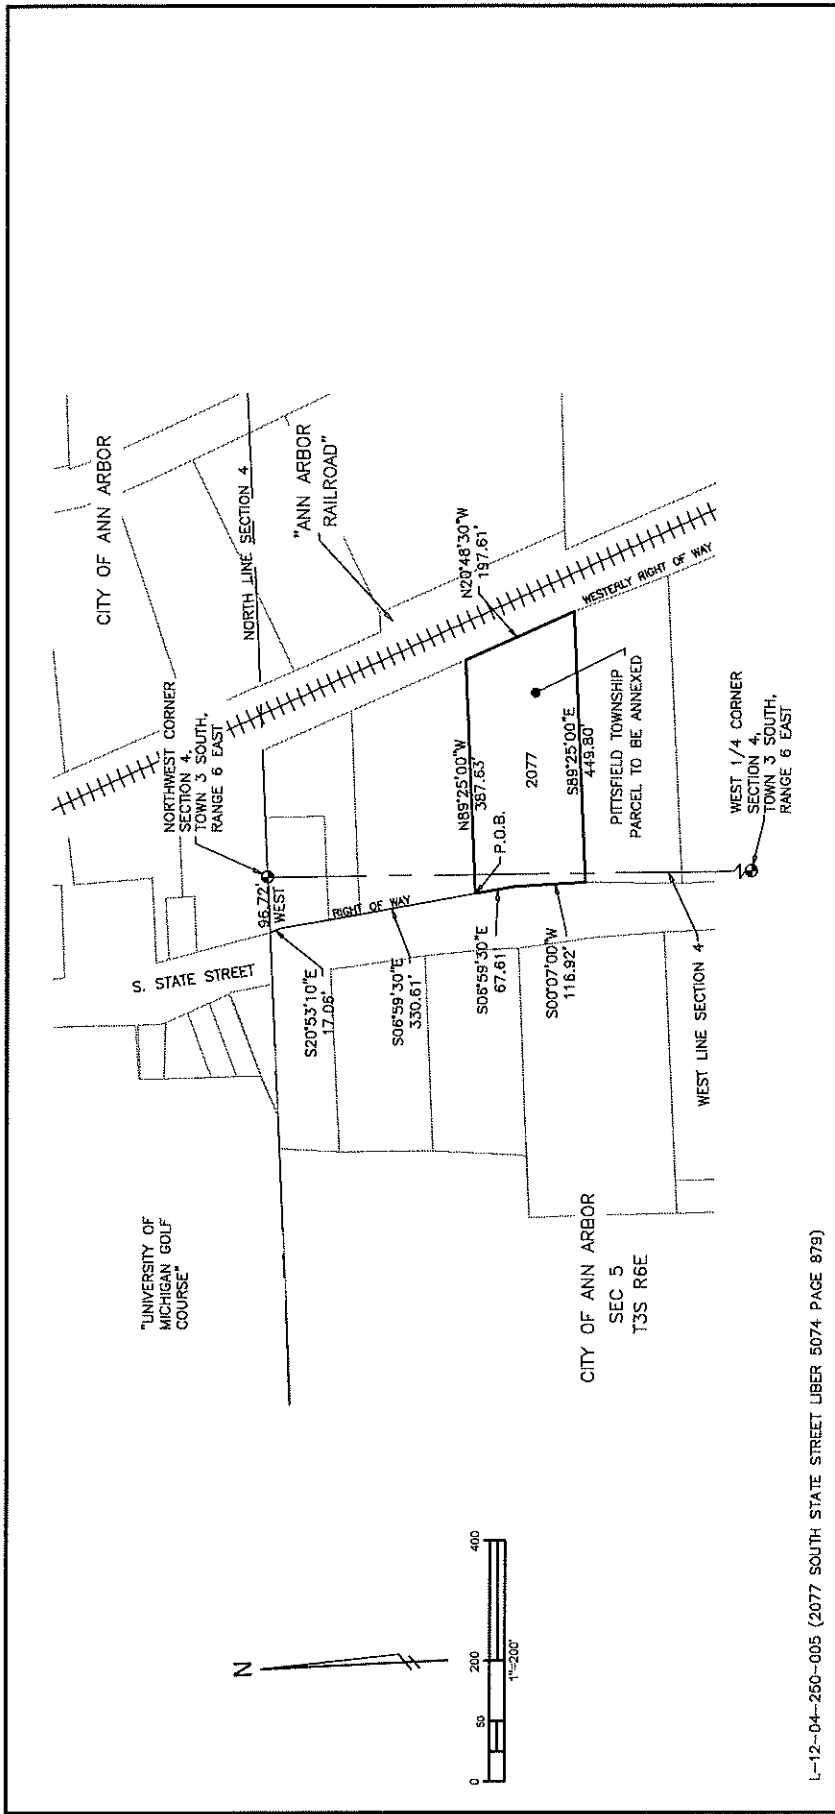 CITY OF ANN ARBOR
NORTHWEST CORNER
SECTION 4,
TOWN 3 SOUTH,
RANGE 6 EAST
NORTH LINE SECTION 4
"ANN ARBOR
RAILROAD"
96.72'
WEST
S. STATE STREET
RIGHT OF WAY
"UNIVERSITY OF
MICHIGAN GOLF
COURSE"
S20°53'10"E
17.06'
S06°59'30"E
330.61'
N89°25'00"W
387.63'
N20°48'30"W
197.61'
WESTERLY RIGHT OF WAY
P.O.B.
2077
S06°59'30"E
67.61
S00°07'00"W
116.92'
S89°25'00"E
449.80'
PITTSFIELD TOWNSHIP
PARCEL TO BE ANNEXED
WEST LINE SECTION 4
WEST 1/4 CORNER
SECTION 4,
TOWN 3 SOUTH,
RANGE 6 EAST
CITY OF ANN ARBOR
SEC 5
T3S R6E
N
0 50 200 400
1"=200'
L-12-04-250-005 (2077 SOUTH STATE STREET LIBER 5074 PAGE 879)